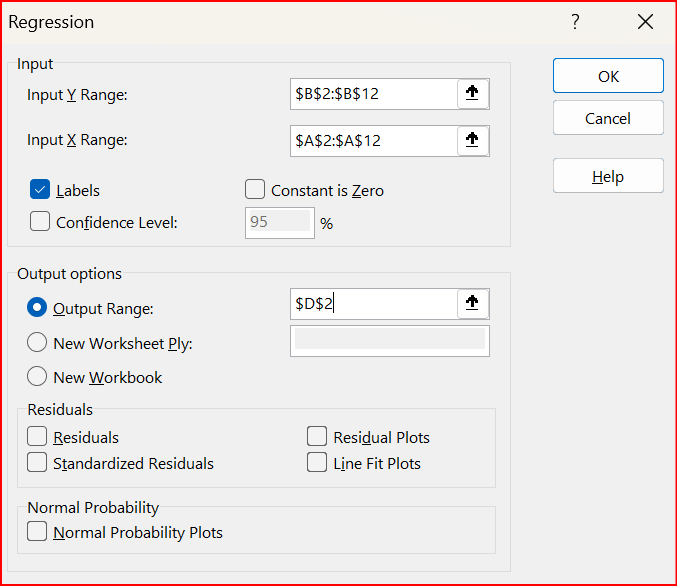 Regression ?
Input
Input Y Range: $B$2:$B$12
Input X Range: $A$2:$A$12
Labels Constant is Zero
Confidence Level: 95 %
Output options
Output Range: $D$2
New Worksheet Ply:
New Workbook
Residuals
Residuals Residual Plots
Standardized Residuals Line Fit Plots
Normal Probability
Normal Probability Plots
OK
Cancel
Help